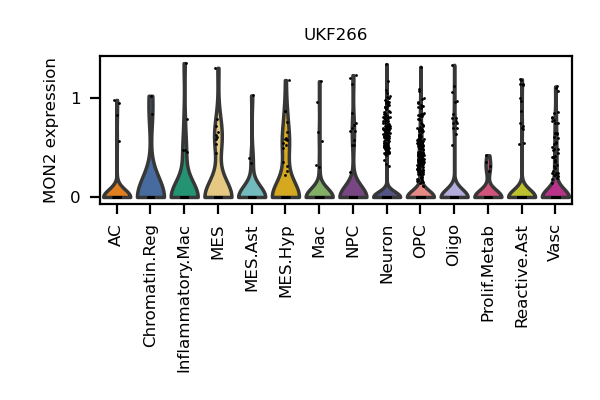 UKF266
MON2 expression
1
0
AC
Chromatin.Reg
Inflammatory.Mac
MES
MES.Ast
MES.Hyp
Mac
NPC
Neuron
OPC
Oligo
Prolif.Metab
Reactive.Ast
Vasc